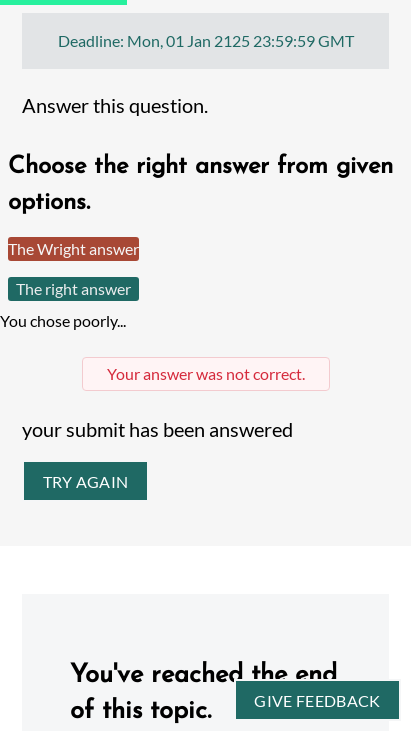 Deadline: Mon, 01 Jan 2125 23:59:59 GMT
Answer this question.
Choose the right answer from given
options.
The Wright answer
The right answer
You chose poorly...
Your answer was not correct.
your submit has been answered
TRY AGAIN
You've reached the end
of this topic.
GIVE FEEDBACK